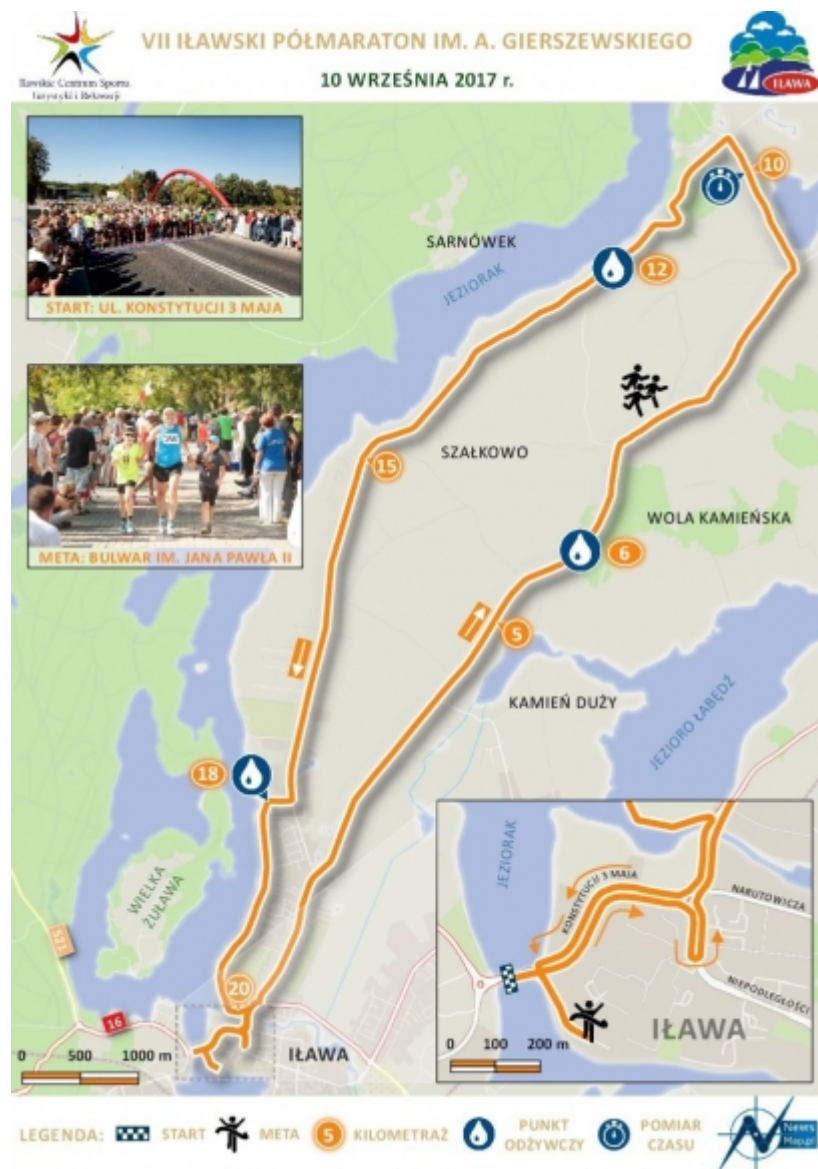 VII IŁAWSKI PÓŁMARATON IM. A. GIERSZEWSKIEGO
10 WRZEŚNIA 2017 r.
Iławskie Centrum Sportu
Turystyki i Rekreacji
IŁAWA
START: UL. KONSTYTUCJI 3 MAJA
META: BULWAR IM. JANA PAWŁA II
10
SARNÓWEK
12
JEZIORAK
15
SZAŁKOWO
WOLA KAMIEŃSKA
6
5
KAMIEŃ DUŻY
JEZIORO ŁABĘDŹ
18
WIELKA
ŻUŁAWA
521
20
16
IŁAWA
0 500 1000 m
JEZIORAK
KONSTYTUCJI 3 MAJA
NARUTOWICZA
NIEPODLEGŁOŚCI
IŁAWA
0 100 200 m
LEGENDA: START META 5 KILOMETRAŻ PUNKT ODŻYWCZY POMIAR CZASU
News
Map.pl